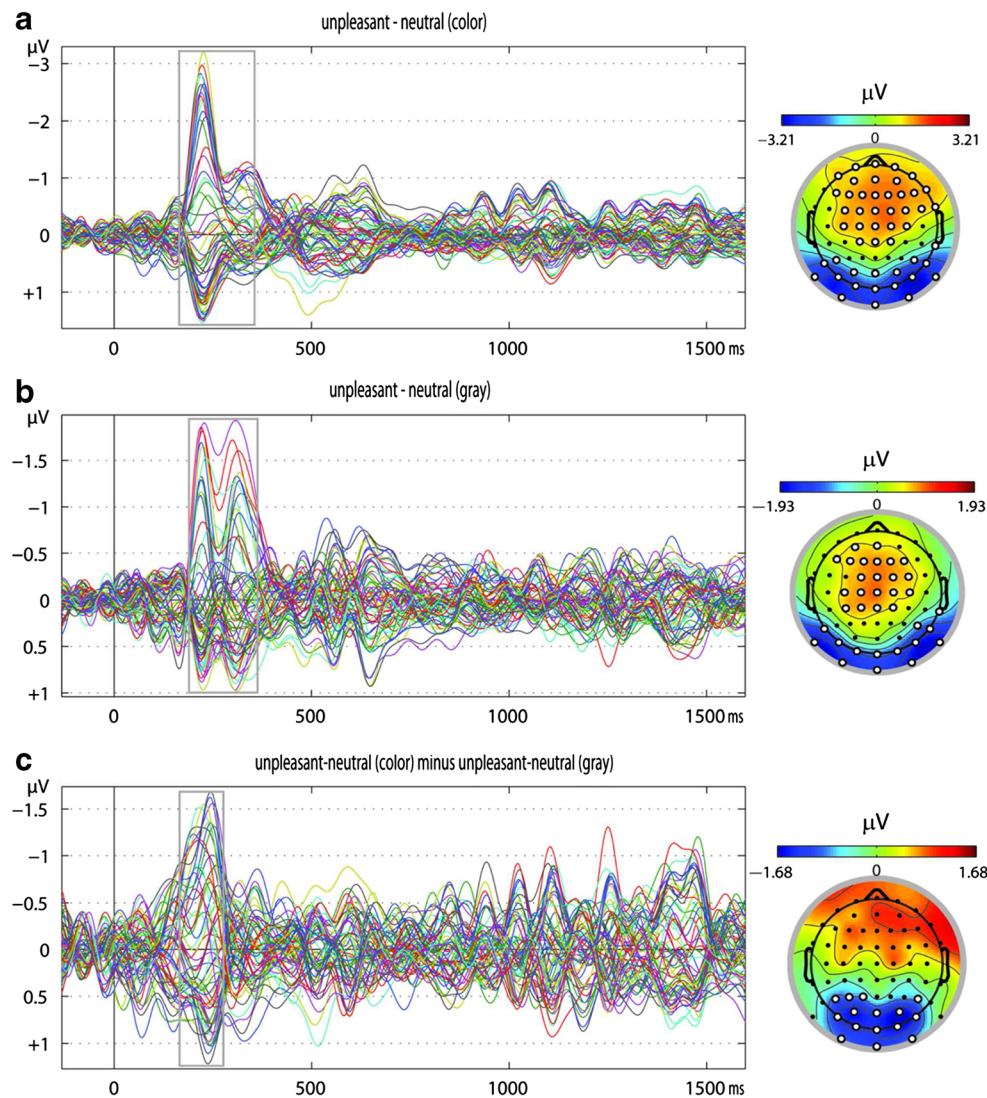 a
unpleasant - neutral (color)
µV
−3
−2
−1
0
+1
0 500 1000 1500 ms
µV
−3.21 0 3.21
b
unpleasant - neutral (gray)
µV
−1.5
−1
−0.5
0
0.5
+1
0 500 1000 1500 ms
µV
−1.93 0 1.93
c
unpleasant-neutral (color) minus unpleasant-neutral (gray)
µV
−1.5
−1
−0.5
0
0.5
+1
0 500 1000 1500 ms
µV
−1.68 0 1.68